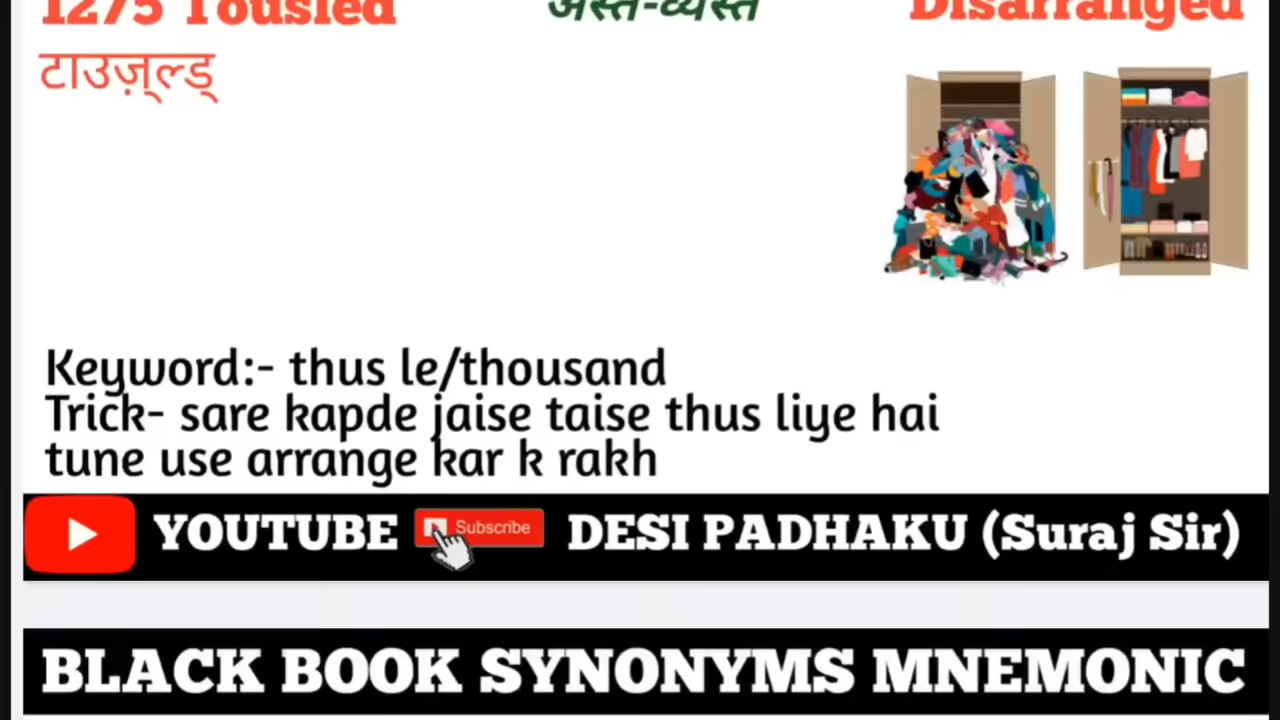 1275 Tousled अस्त-व्यस्त Disarranged
टाउज़्ल्ड्
Keyword:- thus le/thousand
Trick- sare kapde jaise taise thus liye hai
tune use arrange kar k rakh
YOUTUBE Subscribe DESI PADHAKU (Suraj Sir)
BLACK BOOK SYNONYMS MNEMONIC